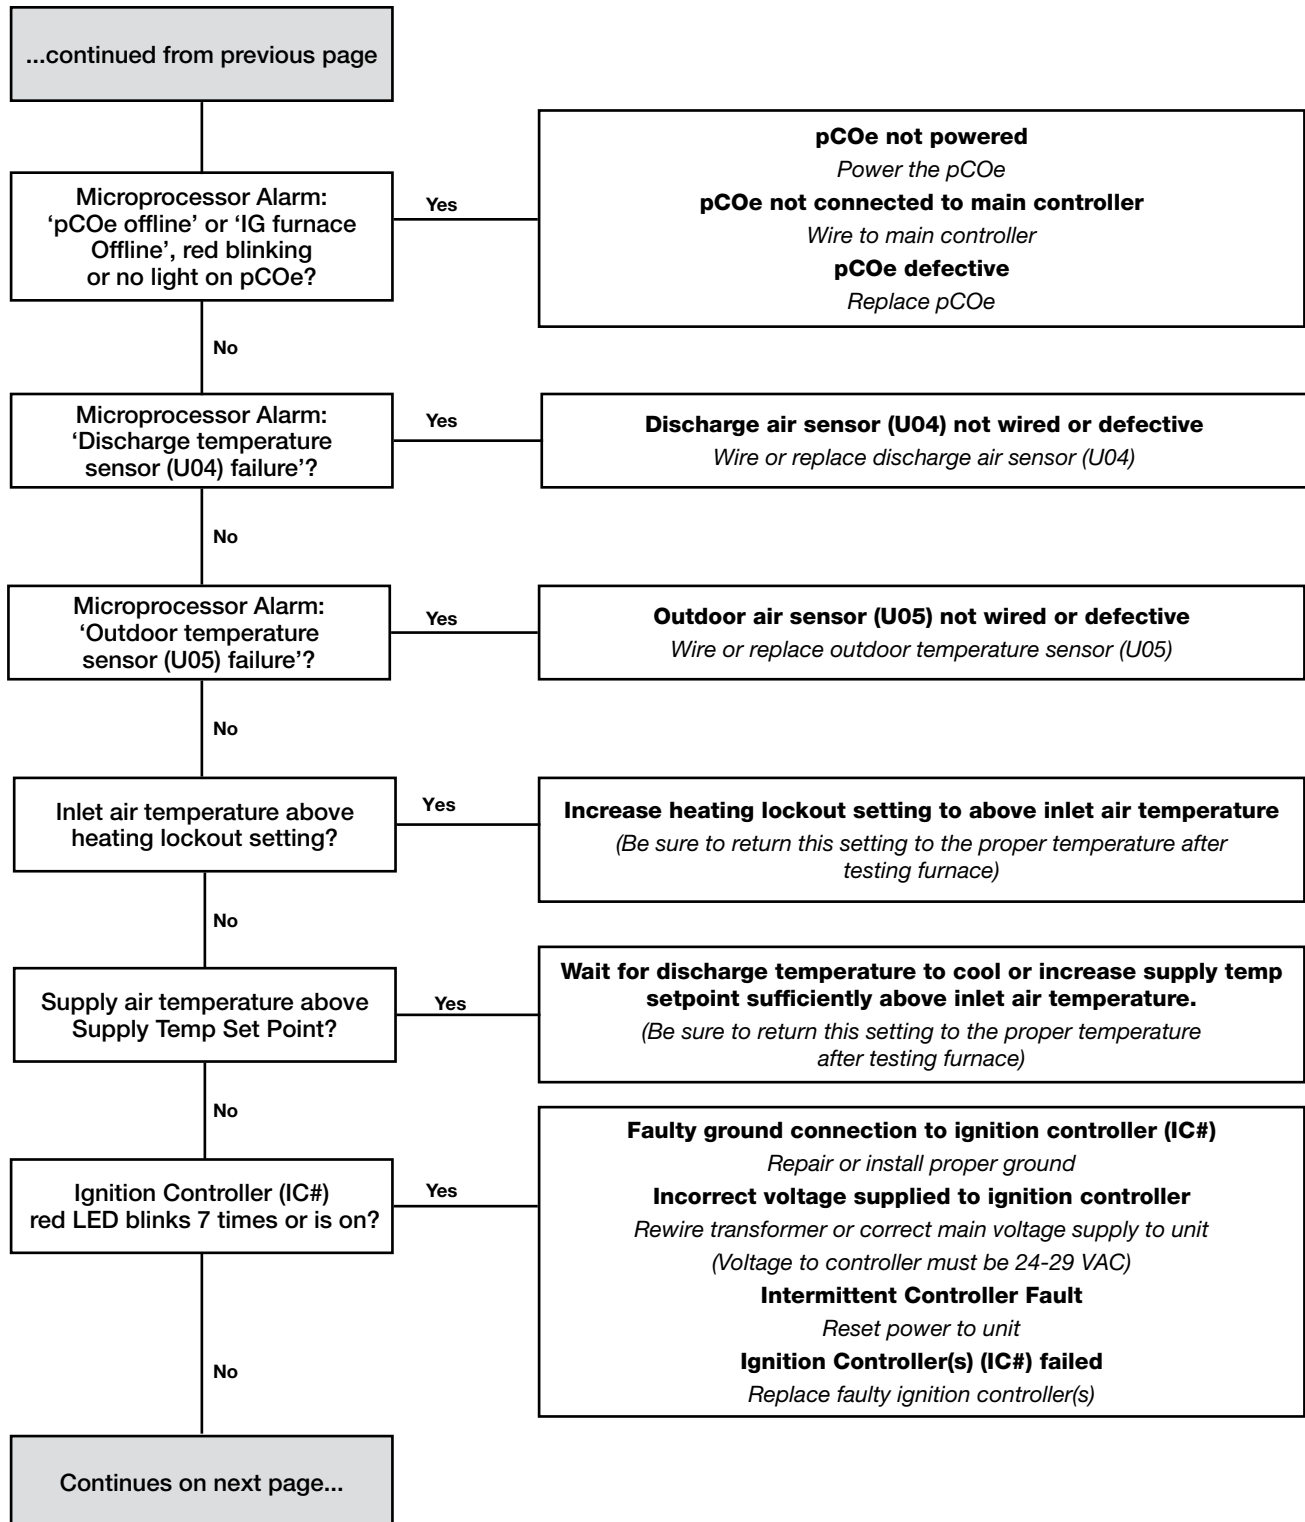 ...continued from previous page
Microprocessor Alarm:
‘pCOe offline’ or ‘IG furnace
Offline’, red blinking
or no light on pCOe?
Yes
pCOe not powered
Power the pCOe
pCOe not connected to main controller
Wire to main controller
pCOe defective
Replace pCOe
No
Microprocessor Alarm:
‘Discharge temperature
sensor (U04) failure’?
Yes
Discharge air sensor (U04) not wired or defective
Wire or replace discharge air sensor (U04)
No
Microprocessor Alarm:
‘Outdoor temperature
sensor (U05) failure’?
Yes
Outdoor air sensor (U05) not wired or defective
Wire or replace outdoor temperature sensor (U05)
No
Inlet air temperature above
heating lockout setting?
Yes
Increase heating lockout setting to above inlet air temperature
(Be sure to return this setting to the proper temperature after
testing furnace)
No
Supply air temperature above
Supply Temp Set Point?
Yes
Wait for discharge temperature to cool or increase supply temp
setpoint sufficiently above inlet air temperature.
(Be sure to return this setting to the proper temperature
after testing furnace)
No
Ignition Controller (IC#)
red LED blinks 7 times or is on?
Yes
Faulty ground connection to ignition controller (IC#)
Repair or install proper ground
Incorrect voltage supplied to ignition controller
Rewire transformer or correct main voltage supply to unit
(Voltage to controller must be 24-29 VAC)
Intermittent Controller Fault
Reset power to unit
Ignition Controller(s) (IC#) failed
Replace faulty ignition controller(s)
No
Continues on next page...